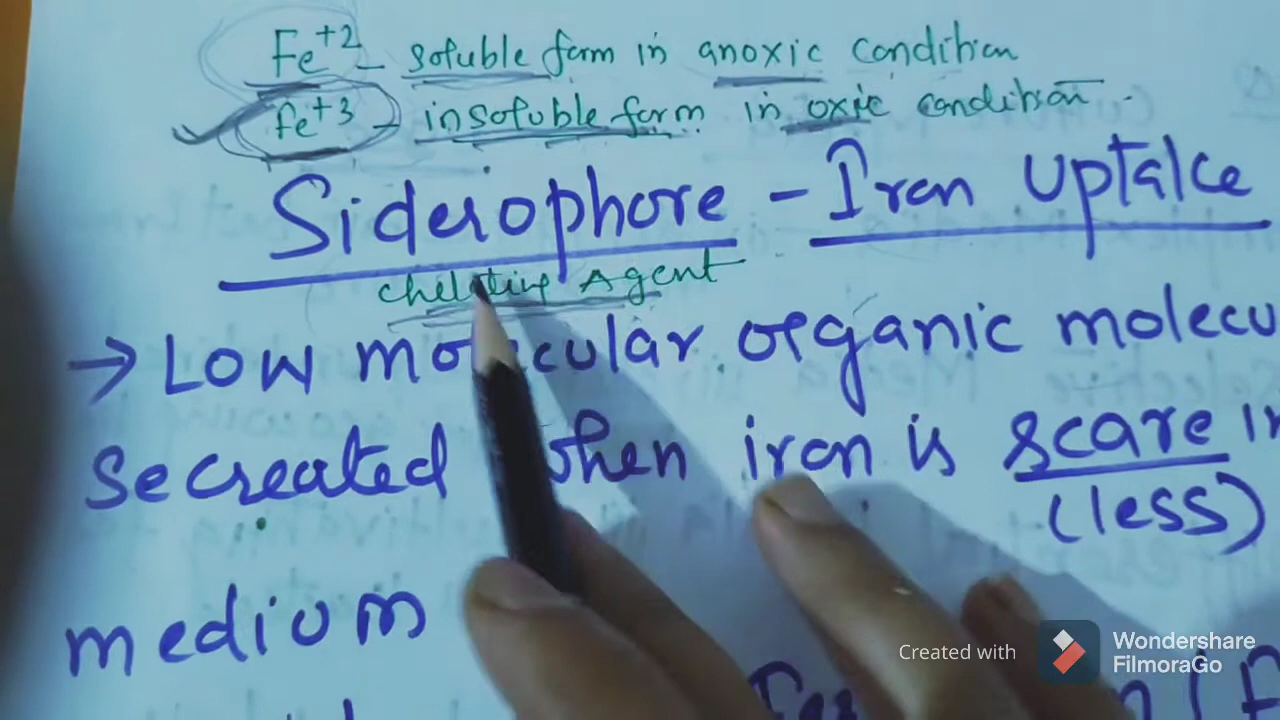 Fe+2 - soluble form in anoxic condition
Fe+3 - insoluble form in oxic condition.
Siderophore - Iron Uptake
chelating Agent
→ Low molecular organic molecu
Secreated when iron is scare in
(less)
medium
Created with Wondershare FilmoraGo